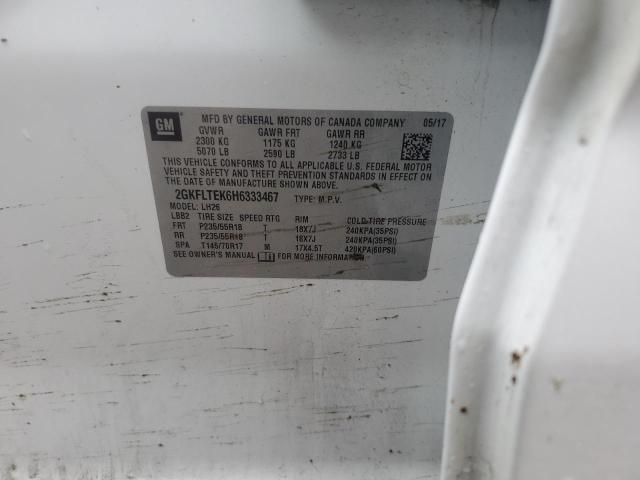 GM
MFD BY GENERAL MOTORS OF CANADA COMPANY 05/17
GVWR GAWR FRT GAWR RR
2300 KG 1175 KG 1240 KG
5070 LB 2590 LB 2733 LB
THIS VEHICLE CONFORMS TO ALL APPLICABLE U.S. FEDERAL MOTOR
VEHICLE SAFETY AND THEFT PREVENTION STANDARDS IN EFFECT
ON THE DATE OF MANUFACTURE SHOWN ABOVE.
2GKFLTEK6H6333467 TYPE: M.P.V.
MODEL: LH26
LBB2 TIRE SIZE SPEED RTG RIM COLD TIRE PRESSURE
FRT P235/55R18 T 18X7J 240KPA(35PSI)
RR P235/55R18 T 18X7J 240KPA(35PSI)
SPA T145/70R17 M 17X4.5T 420KPA(60PSI)
SEE OWNER'S MANUAL FOR MORE INFORMATION